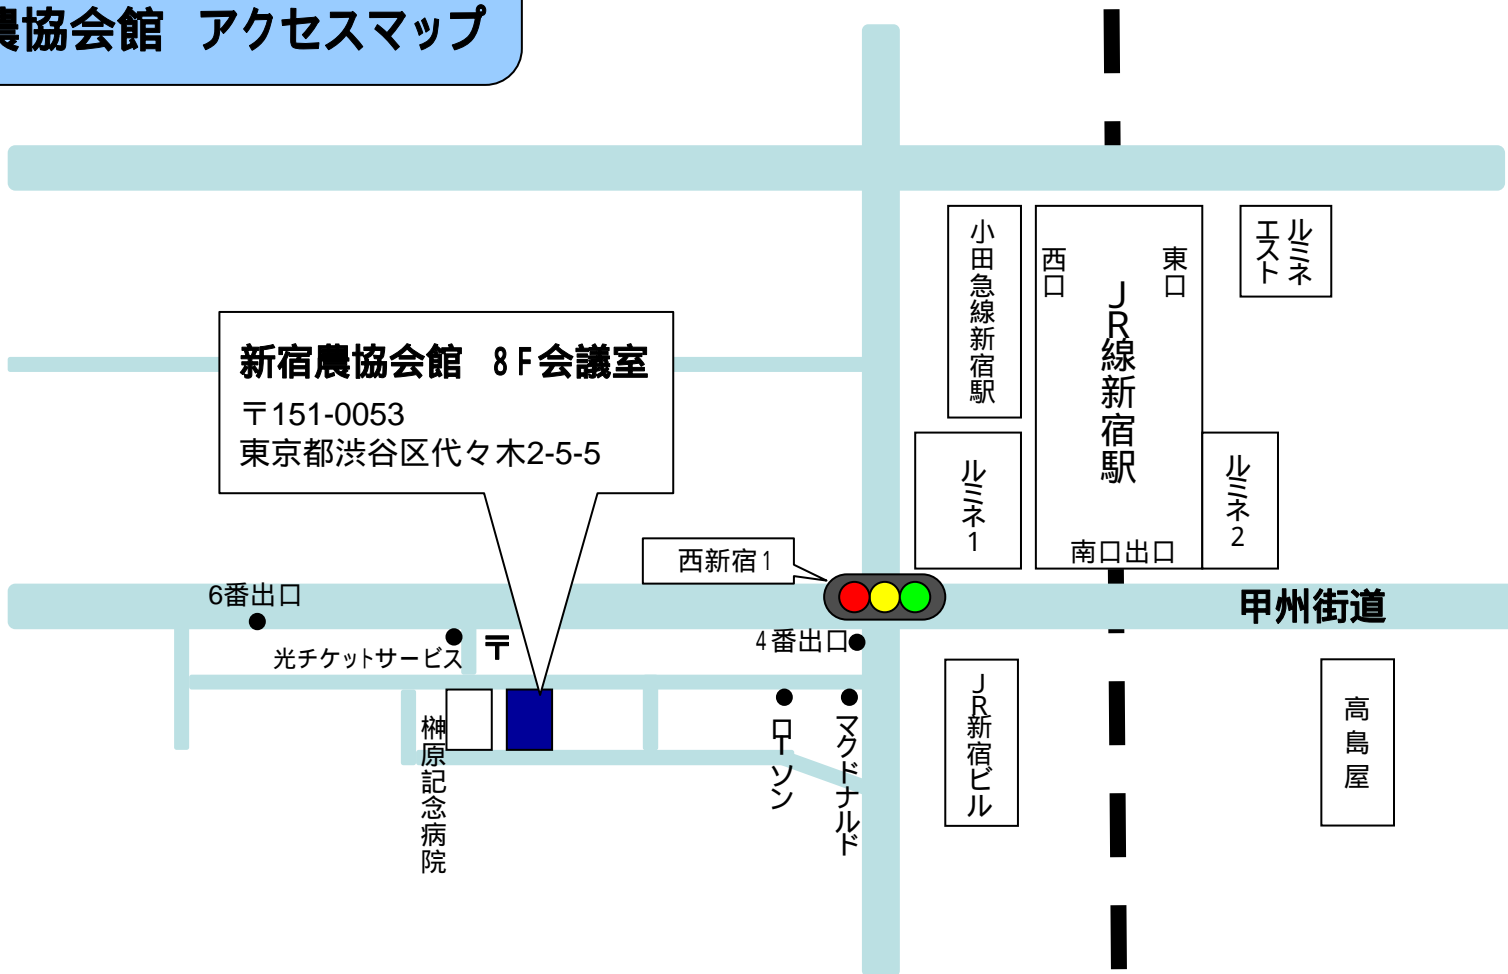 農協会館 アクセスマップ
小田急線新宿駅
西口
JR線新宿駅
東口
ルミネ
エスト
新宿農協会館 8F会議室
〒151-0053
東京都渋谷区代々木2-5-5
ルミネ1
ルミネ2
南口出口
西新宿1
6番出口
甲州街道
光チケットサービス
〒
4番出口
榊原記念病院
ローソン
マクドナルド
JR新宿ビル
高島屋